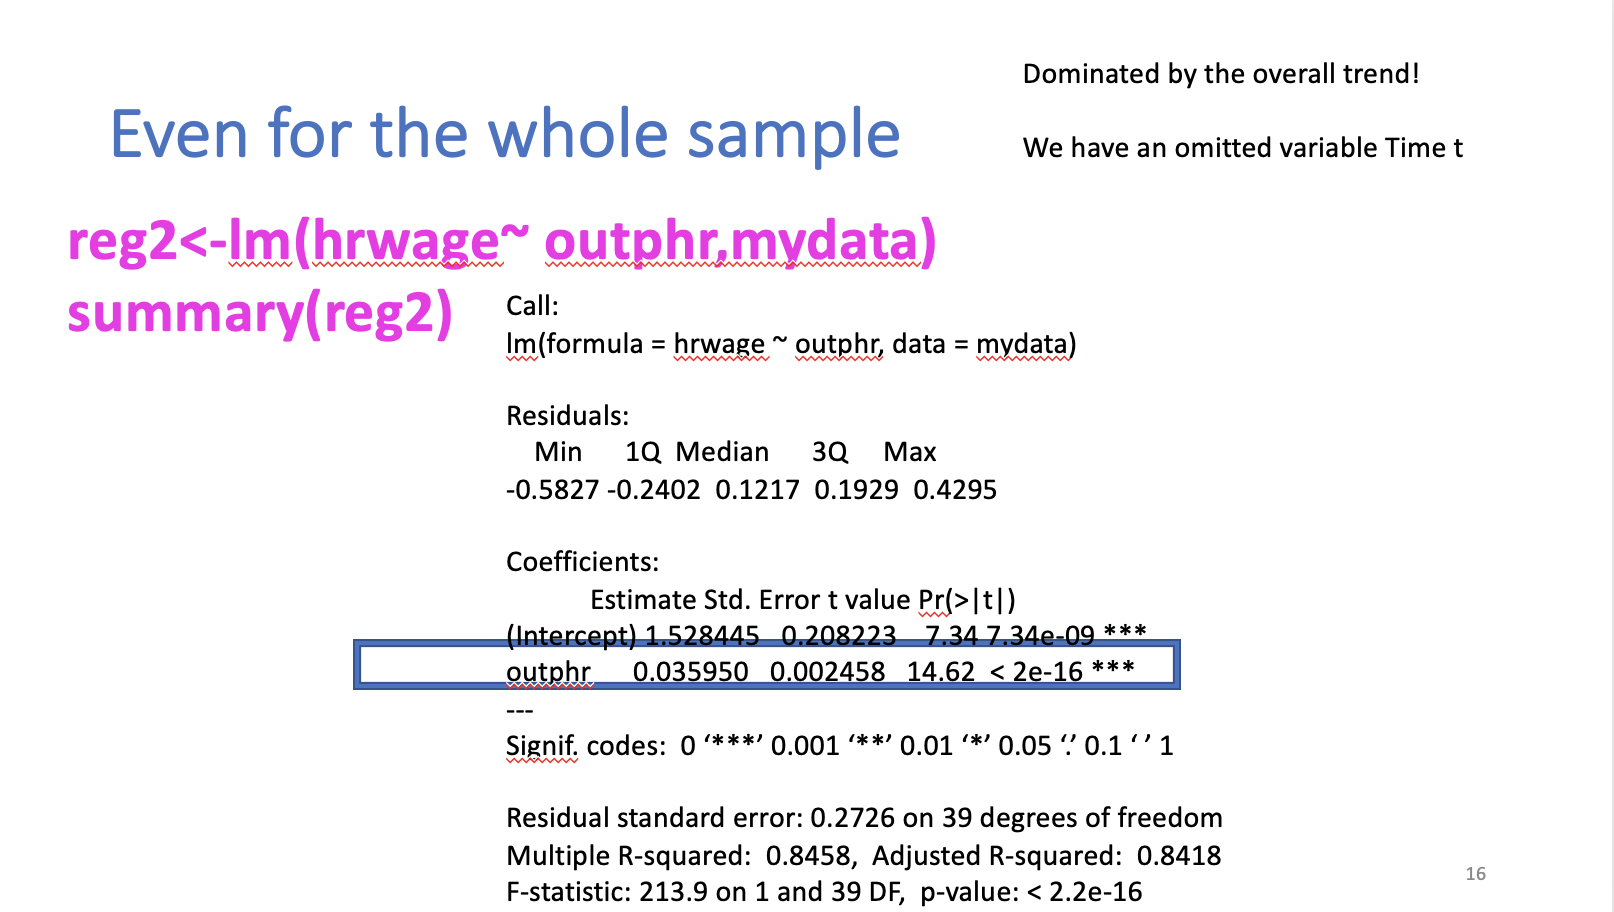 Dominated by the overall trend!
Even for the whole sample
We have an omitted variable Time t
reg2<-lm(hrwage~ outphr,mydata)
summary(reg2)
Call:
lm(formula = hrwage ~ outphr, data = mydata)
Residuals:
Min 1Q Median 3Q Max
-0.5827 -0.2402 0.1217 0.1929 0.4295
Coefficients:
Estimate Std. Error t value Pr(>|t|)
(Intercept) 1.528445 0.208223 7.34 7.34e-09 ***
outphr 0.035950 0.002458 14.62 < 2e-16 ***
---
Signif. codes: 0 ‘***’ 0.001 ‘**’ 0.01 ‘*’ 0.05 ‘.’ 0.1 ‘ ’ 1
Residual standard error: 0.2726 on 39 degrees of freedom
Multiple R-squared: 0.8458, Adjusted R-squared: 0.8418
F-statistic: 213.9 on 1 and 39 DF, p-value: < 2.2e-16
16